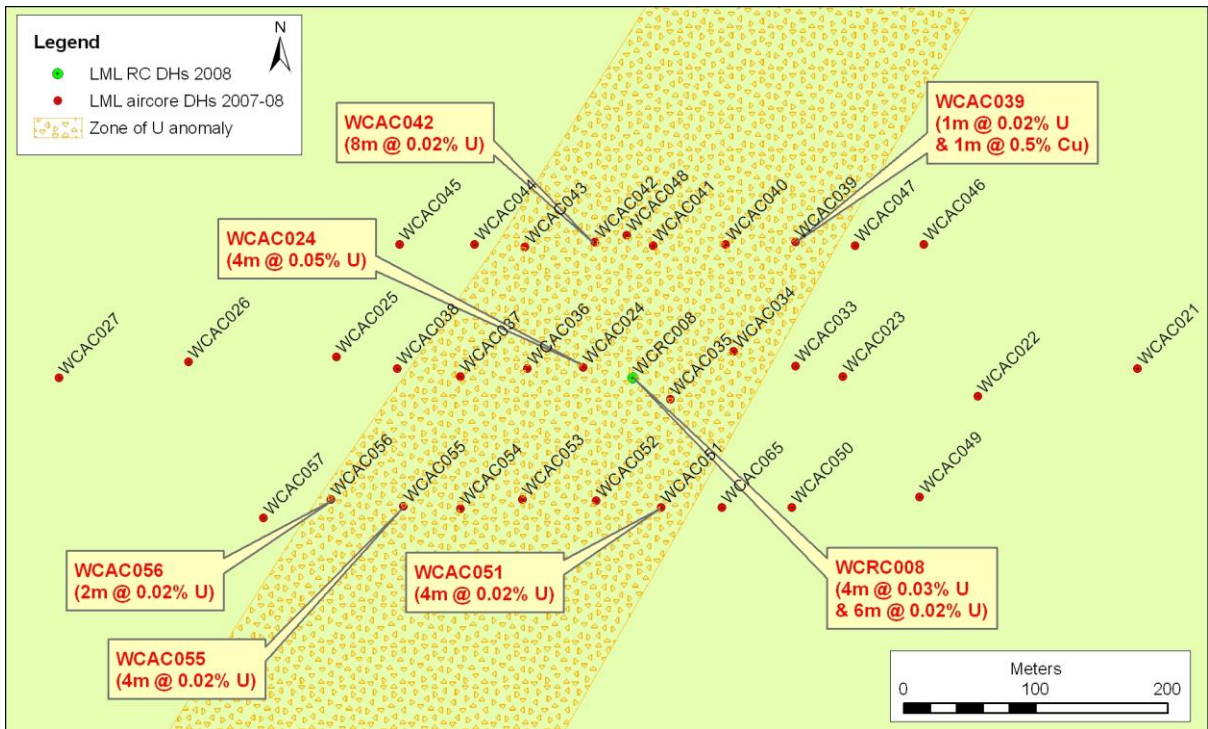 Legend
N
LML RC DHs 2008
LML aircore DHs 2007-08
Zone of U anomaly
WCAC042
(8m @ 0.02% U)
WCAC039
(1m @ 0.02% U
& 1m @ 0.5% Cu)
WCAC024
(4m @ 0.05% U)
WCAC045
WCAC044
WCAC043
WCAC042
WCAC048
WCAC041
WCAC040
WCAC039
WCAC047
WCAC046
WCAC027
WCAC026
WCAC025
WCAC038
WCAC037
WCAC036
WCAC024
WCRC008
WCAC035
WCAC034
WCAC033
WCAC023
WCAC022
WCAC021
WCAC057
WCAC056
WCAC055
WCAC054
WCAC053
WCAC052
WCAC051
WCAC065
WCAC050
WCAC049
WCAC056
(2m @ 0.02% U)
WCAC051
(4m @ 0.02% U)
WCRC008
(4m @ 0.03% U
& 6m @ 0.02% U)
WCAC055
(4m @ 0.02% U)
Meters
0 100 200